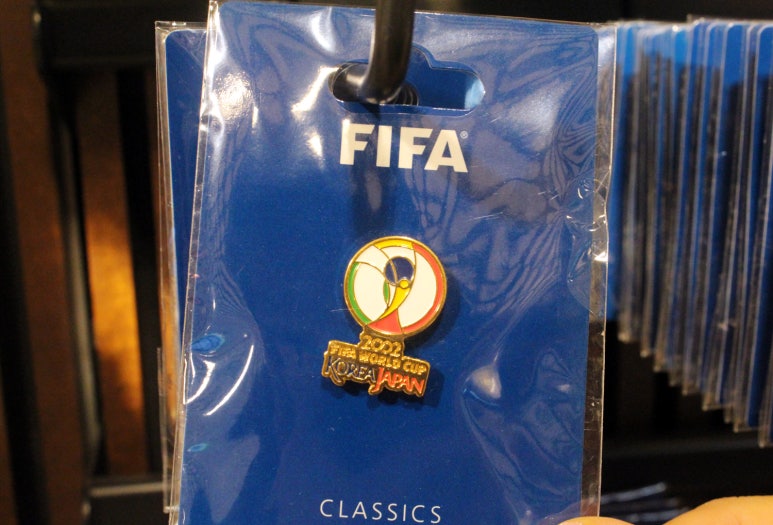 FIFA®
2002
FIFA WORLD CUP
KOREA JAPAN
CLASSICS